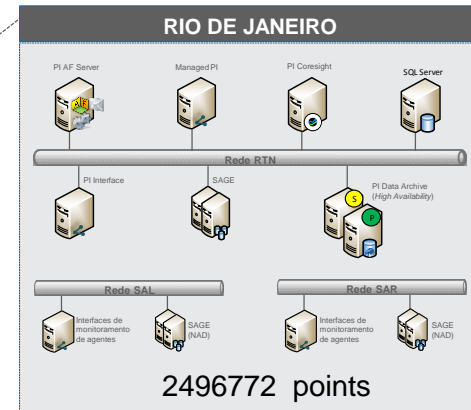 RIO DE JANEIRO
PI AF Server
Managed PI
PI Coresight
SQL Server
A F
Rede RTN
PI Interface
SAGE
PI Data Archive
(High Availability)
S
P
Rede SAL
Rede SAR
Interfaces de
monitoramento
de agentes
SAGE
(NAD)
Interfaces de
monitoramento
de agentes
SAGE
(NAD)
2496772 points